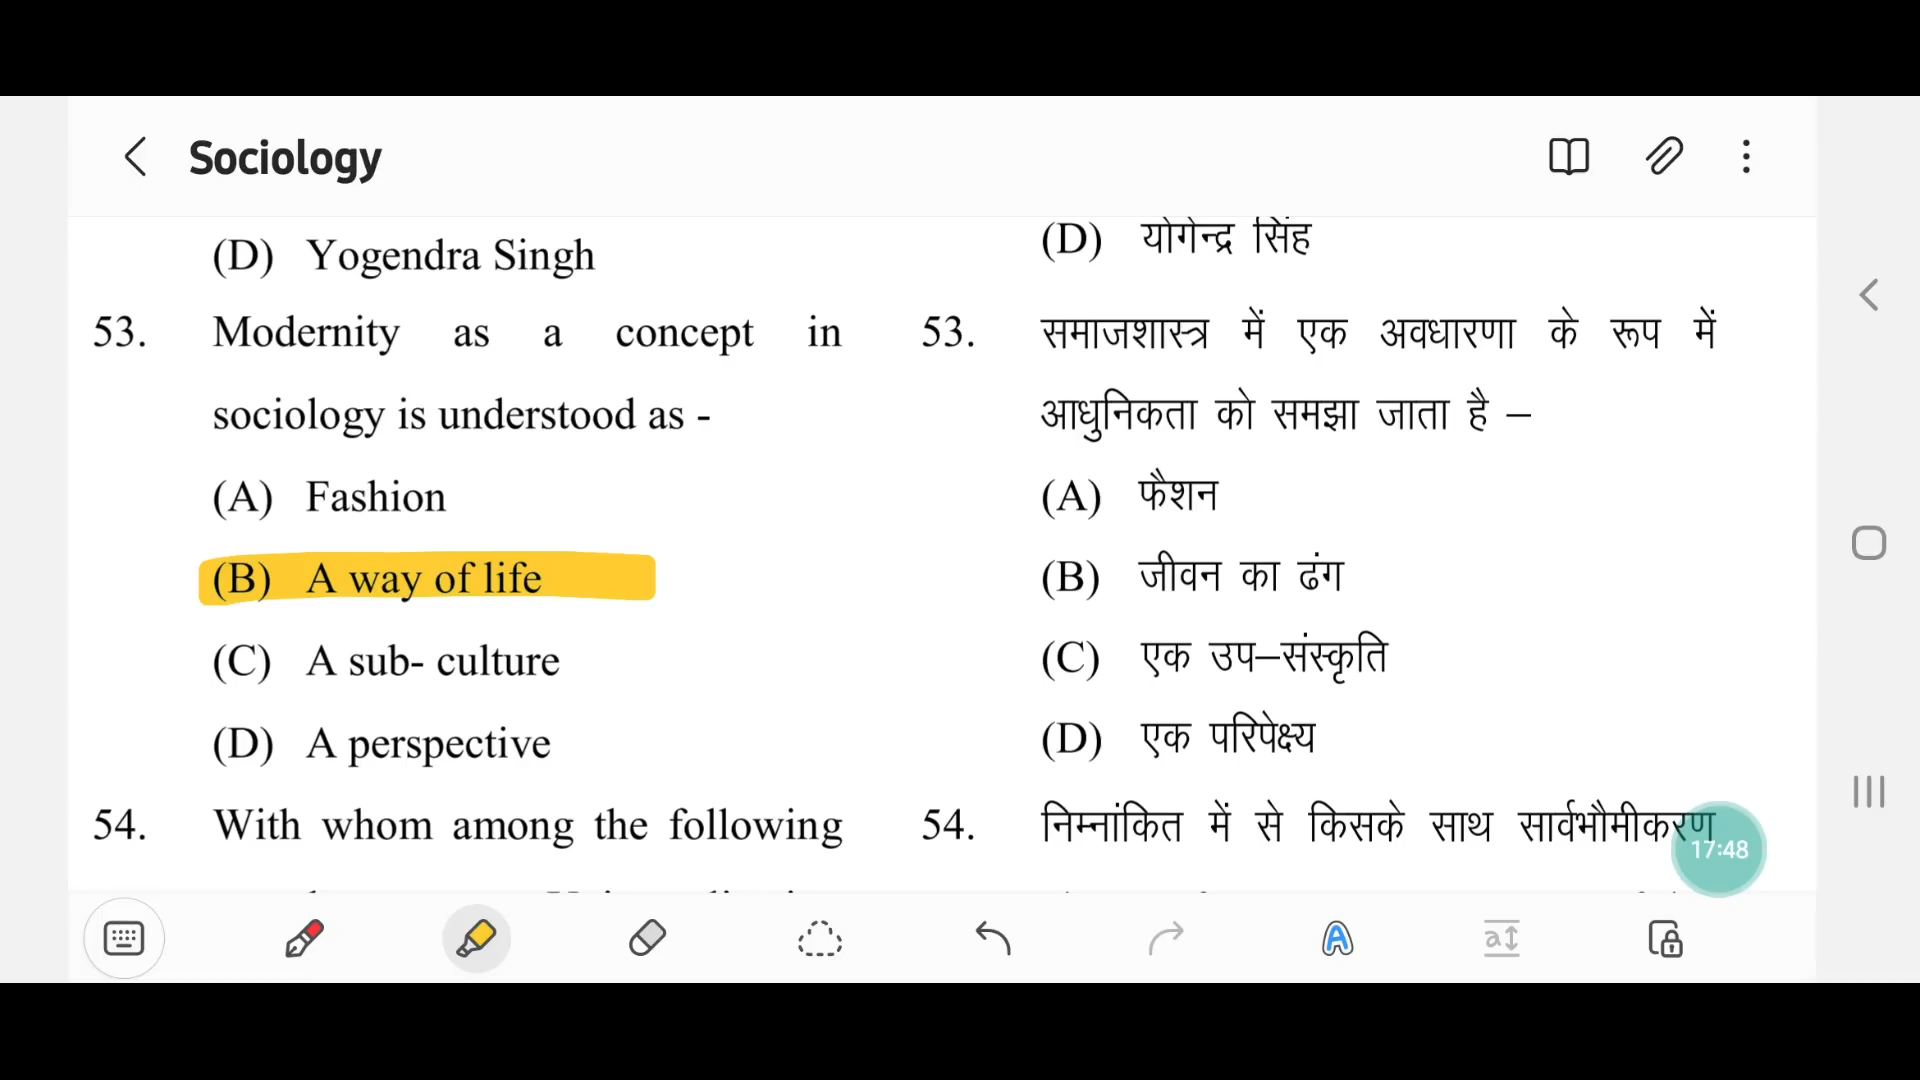 Sociology
(D) Yogendra Singh
53. Modernity as a concept in
sociology is understood as -
(A) Fashion
(B) A way of life
(C) A sub- culture
(D) A perspective
54. With whom among the following
(D) योगेन्द्र सिंह
53. समाजशास्त्र में एक अवधारणा के रूप में
आधुनिकता को समझा जाता है –
(A) फैशन
(B) जीवन का ढंग
(C) एक उप–संस्कृति
(D) एक परिपेक्ष्य
54. निम्नांकित में से किसके साथ सार्वभौमीकरण
17:48